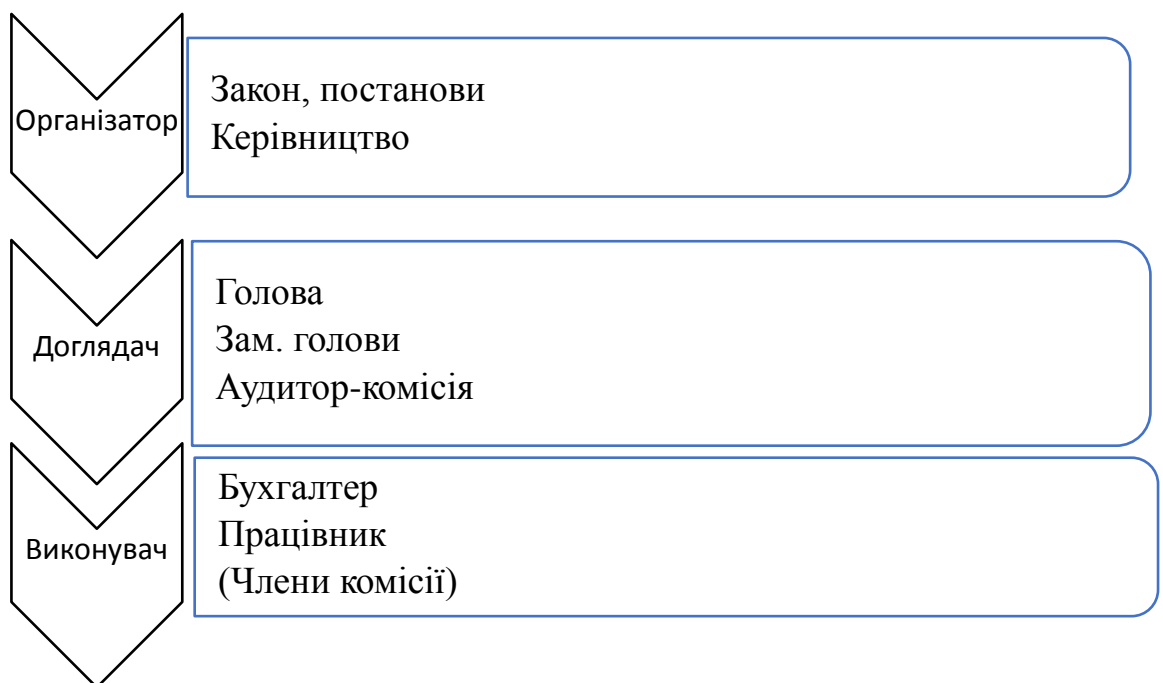 Організатор
Закон, постанови
Керівництво
Доглядач
Голова
Зам. голови
Аудитор-комісія
Виконувач
Бухгалтер
Працівник
(Члени комісії)